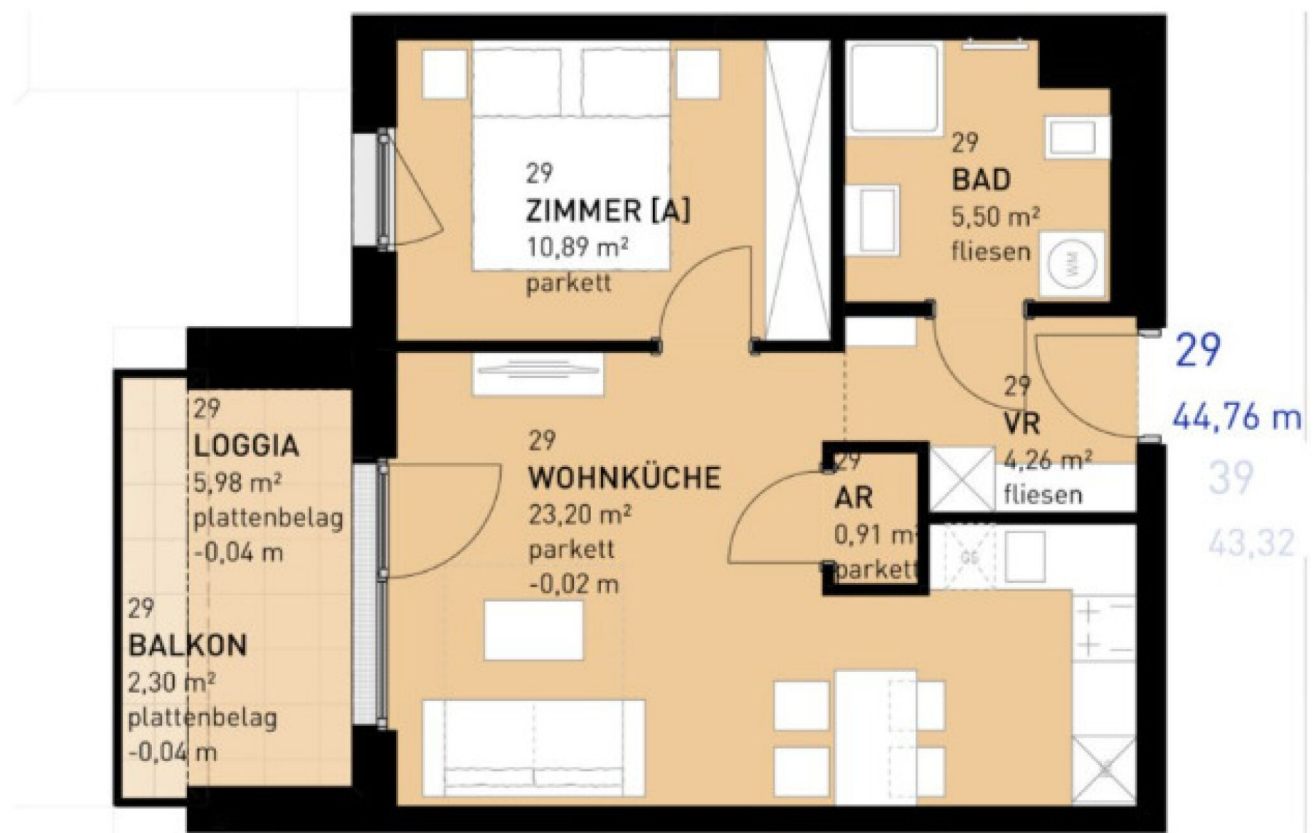 29
ZIMMER [A]
10,89 m²
parkett
29
BAD
5,50 m²
fliesen
WM
29
44,76 m
39
43,32
29
VR
4,26 m²
fliesen
29
LOGGIA
5,98 m²
plattenbelag
-0,04 m
29
WOHNKÜCHE
23,20 m²
parkett
-0,02 m
29
AR
0,91 m²
parkett
GS
29
BALKON
2,30 m²
plattenbelag
-0,04 m